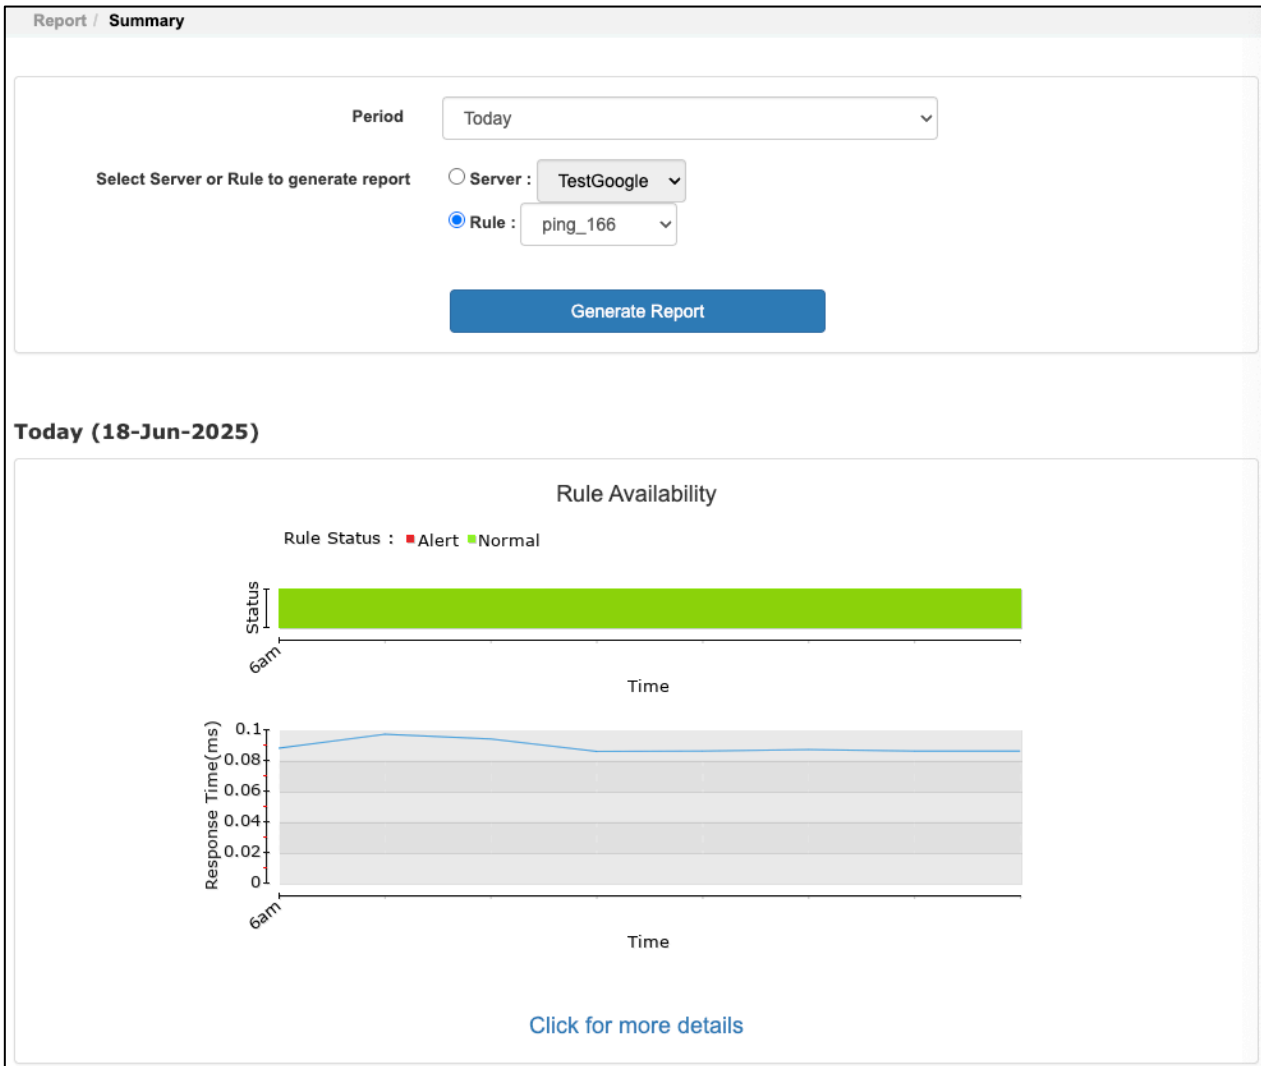 Report / Summary
Period Today
Select Server or Rule to generate report Server : TestGoogle
Rule : ping_166
Generate Report
Today (18-Jun-2025)
Rule Availability
Rule Status : Alert Normal
Status
6am
Time
Response Time(ms)
0.1
0.08
0.06
0.04
0.02
0
6am
Time
Click for more details